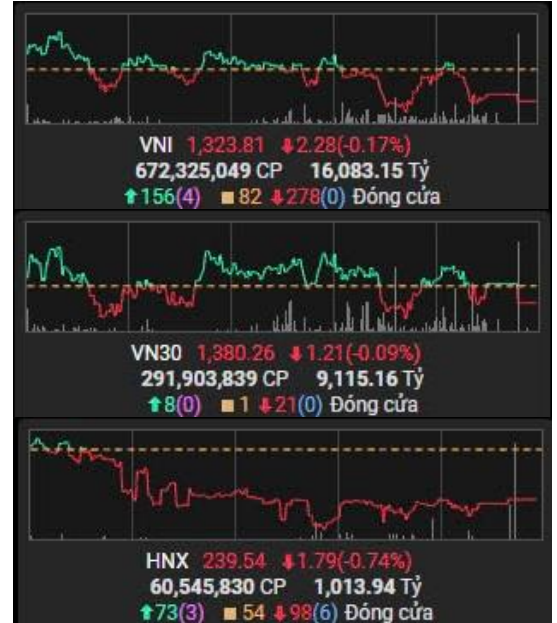 VNI 1,323.81 ⬇2.28(-0.17%)
672,325,049 CP 16,083.15 Tỷ
⬆156(4) ■82 ⬇278(0) Đóng cửa
VN30 1,380.26 ⬇1.21(-0.09%)
291,903,839 CP 9,115.16 Tỷ
⬆8(0) ■1 ⬇21(0) Đóng cửa
HNX 239.54 ⬇1.79(-0.74%)
60,545,830 CP 1,013.94 Tỷ
⬆73(3) ■54 ⬇98(6) Đóng cửa